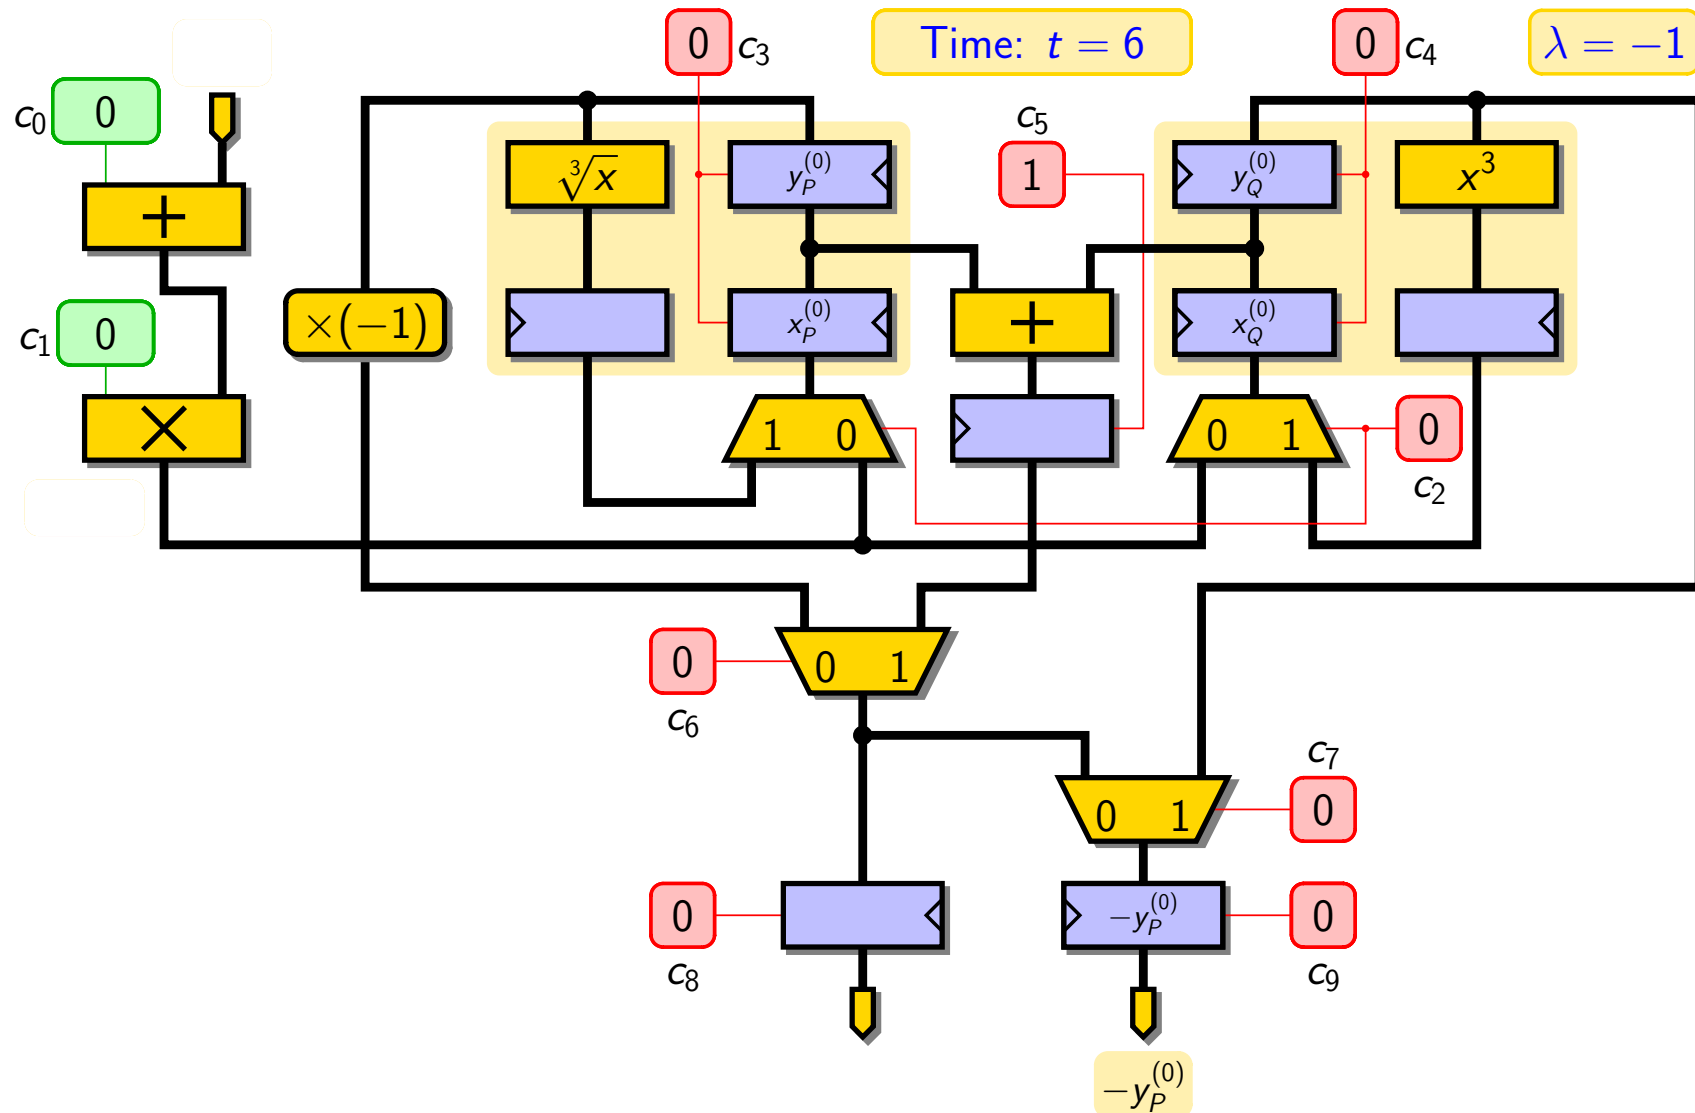 0 c₃ Time: t = 6 0 c₄ λ = −1
c₀ 0
c₅
∛x y_P^(0) 1 y_Q^(0) x³
+
c₁ 0 ×(−1) x_P^(0) + x_Q^(0)
× 1 0 0 1 0
c₂
0 0 1
c₆
c₇
0 1 0
0 −y_P^(0) 0
c₈ c₉
−y_P^(0)